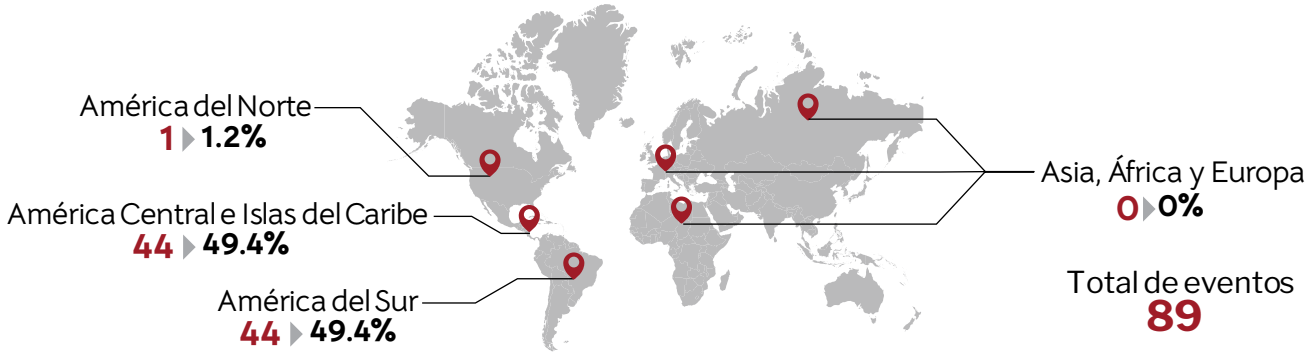 América del Norte
1 1.2%
América Central e Islas del Caribe
44 49.4%
América del Sur
44 49.4%
Asia, África y Europa
0 0%
Total de eventos
89